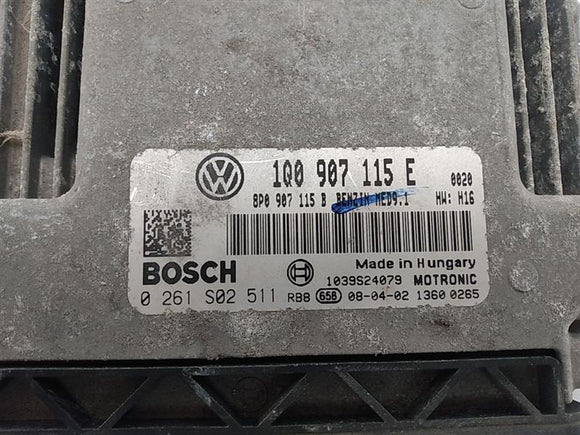 1Q0 907 115 E 0020
8P0 907 115 B BENZIN MED9.1 HW: H16
BOSCH Made in Hungary
1039S24079 MOTRONIC
0 261 S02 511 RB8 658 08-04-02 1360 0265